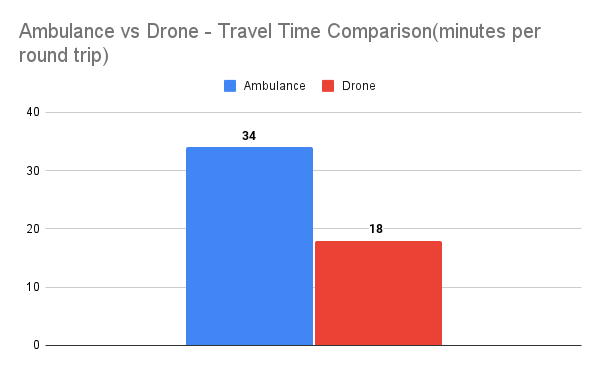 Ambulance vs Drone - Travel Time Comparison(minutes per
round trip)
Ambulance Drone
40
34
30
20
18
10
0